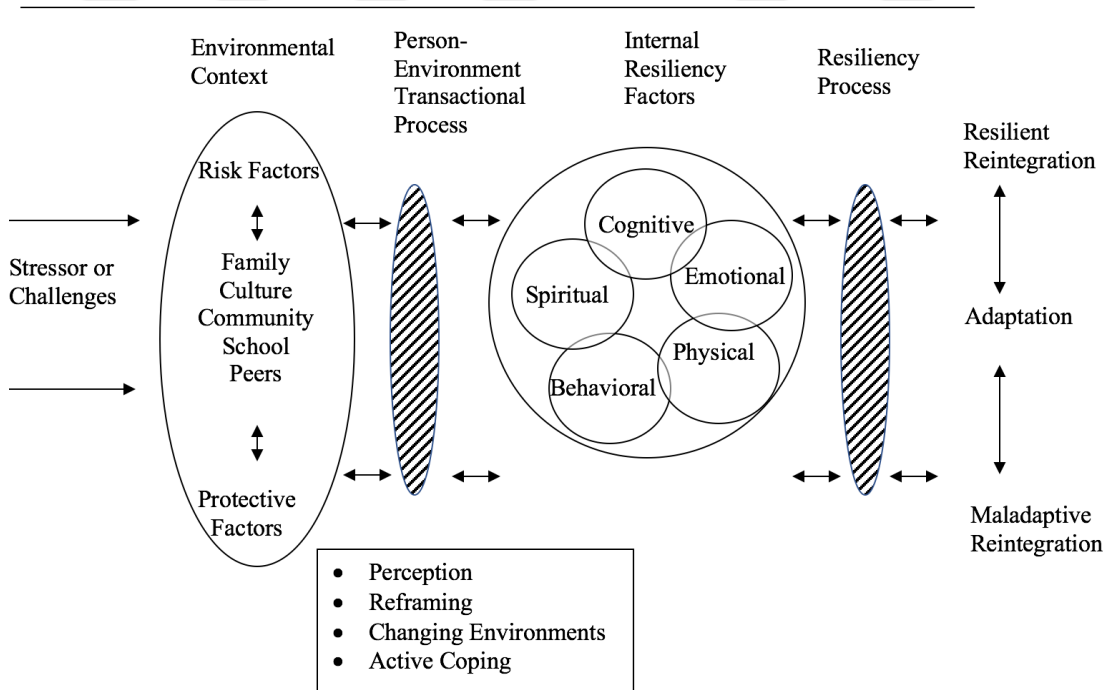 Environmental
Context
Person-
Environment
Transactional
Process
Internal
Resiliency
Factors
Resiliency
Process
Stressor or
Challenges
Risk Factors
Family
Culture
Community
School
Peers
Protective
Factors
Cognitive
Emotional
Spiritual
Physical
Behavioral
Resilient
Reintegration
Adaptation
Maladaptive
Reintegration
• Perception
• Reframing
• Changing Environments
• Active Coping